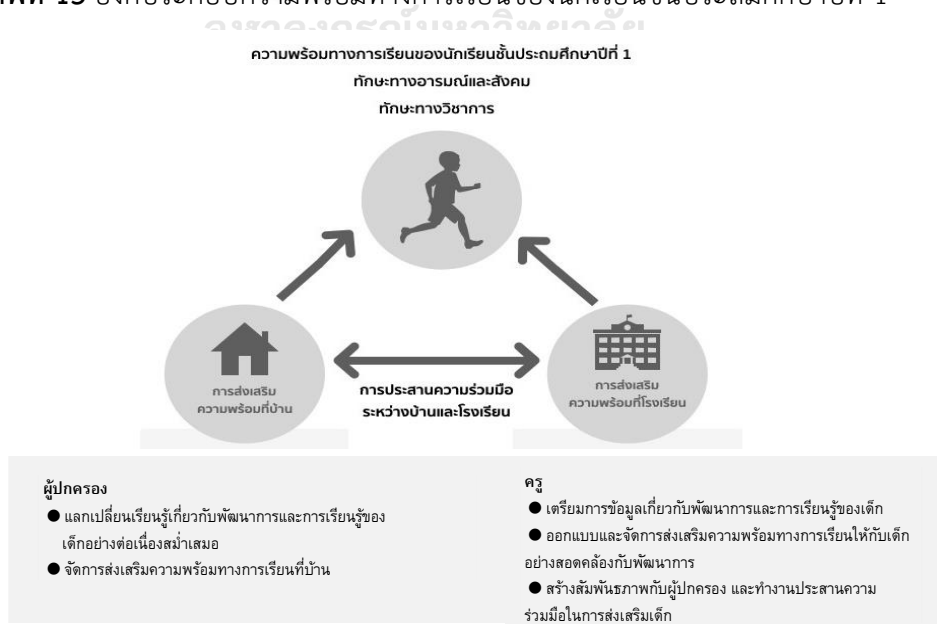 ความพร้อมทางการเรียนของนักเรียนชั้นประถมศึกษาปีที่ 1
ทักษะทางอารมณ์และสังคม
ทักษะทางวิชาการ
การส่งเสริม
ความพร้อมที่บ้าน
การประสานความร่วมมือ
ระหว่างบ้านและโรงเรียน
การส่งเสริม
ความพร้อมที่โรงเรียน
ผู้ปกครอง
● แลกเปลี่ยนเรียนรู้เกี่ยวกับพัฒนาการและการเรียนรู้ของ
เด็กอย่างต่อเนื่องสม่ำเสมอ
● จัดการส่งเสริมความพร้อมทางการเรียนที่บ้าน
ครู
● เตรียมการข้อมูลเกี่ยวกับพัฒนาการและการเรียนรู้ของเด็ก
● ออกแบบและจัดการส่งเสริมความพร้อมทางการเรียนให้กับเด็ก
อย่างสอดคล้องกับพัฒนาการ
● สร้างสัมพันธภาพกับผู้ปกครอง และทำงานประสานความ
ร่วมมือในการส่งเสริมเด็ก